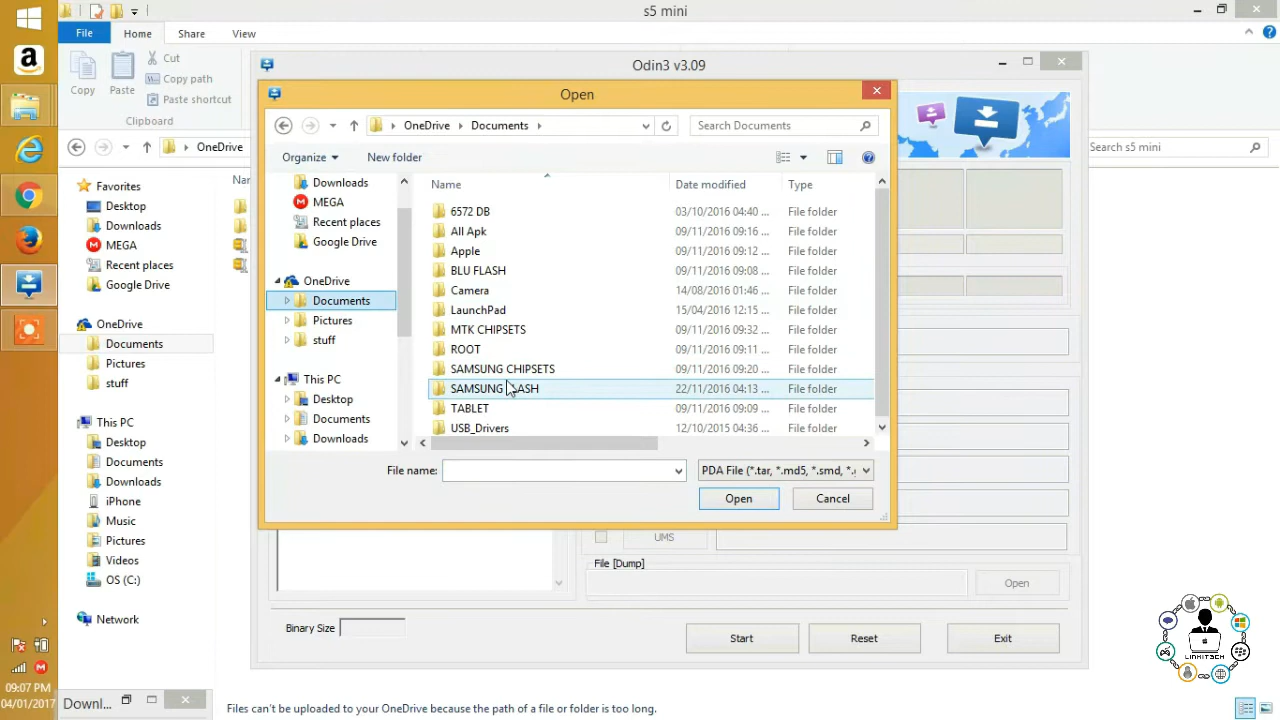 s5 mini
File
Home
Share
View
Copy
Paste
Cut
Copy path
Paste shortcut
Clipboard
OneDrive
Search s5 mini
Favorites
Desktop
Downloads
MEGA
Recent places
Google Drive
OneDrive
Documents
Pictures
stuff
This PC
Desktop
Documents
Downloads
iPhone
Music
Pictures
Videos
OS (C:)
Network
Odin3 v3.09
Open
OneDrive
Documents
Search Documents
Organize
New folder
Downloads
MEGA
Recent places
Google Drive
OneDrive
Documents
Pictures
stuff
This PC
Desktop
Documents
Downloads
Name Date modified Type
6572 DB 03/10/2016 04:40 ... File folder
All Apk 09/11/2016 09:16 ... File folder
Apple 09/11/2016 09:12 ... File folder
BLU FLASH 09/11/2016 09:08 ... File folder
Camera 14/08/2016 01:46 ... File folder
LaunchPad 15/04/2016 12:15 ... File folder
MTK CHIPSETS 09/11/2016 09:32 ... File folder
ROOT 09/11/2016 09:11 ... File folder
SAMSUNG CHIPSETS 09/11/2016 09:20 ... File folder
SAMSUNG 22/11/2016 04:13 ... File folder
TABLET 09/11/2016 09:09 ... File folder
USB_Drivers 12/10/2015 04:36 ... File folder
File name:
PDA File (*.tar, *.md5, *.smd, *.
Open
Cancel
UMS
File [Dump]
Open
Binary Size
Start
Reset
Exit
LINKITECH
09:07 PM
04/01/2017
Downl...
Files can't be uploaded to your OneDrive because the path of a file or folder is too long.